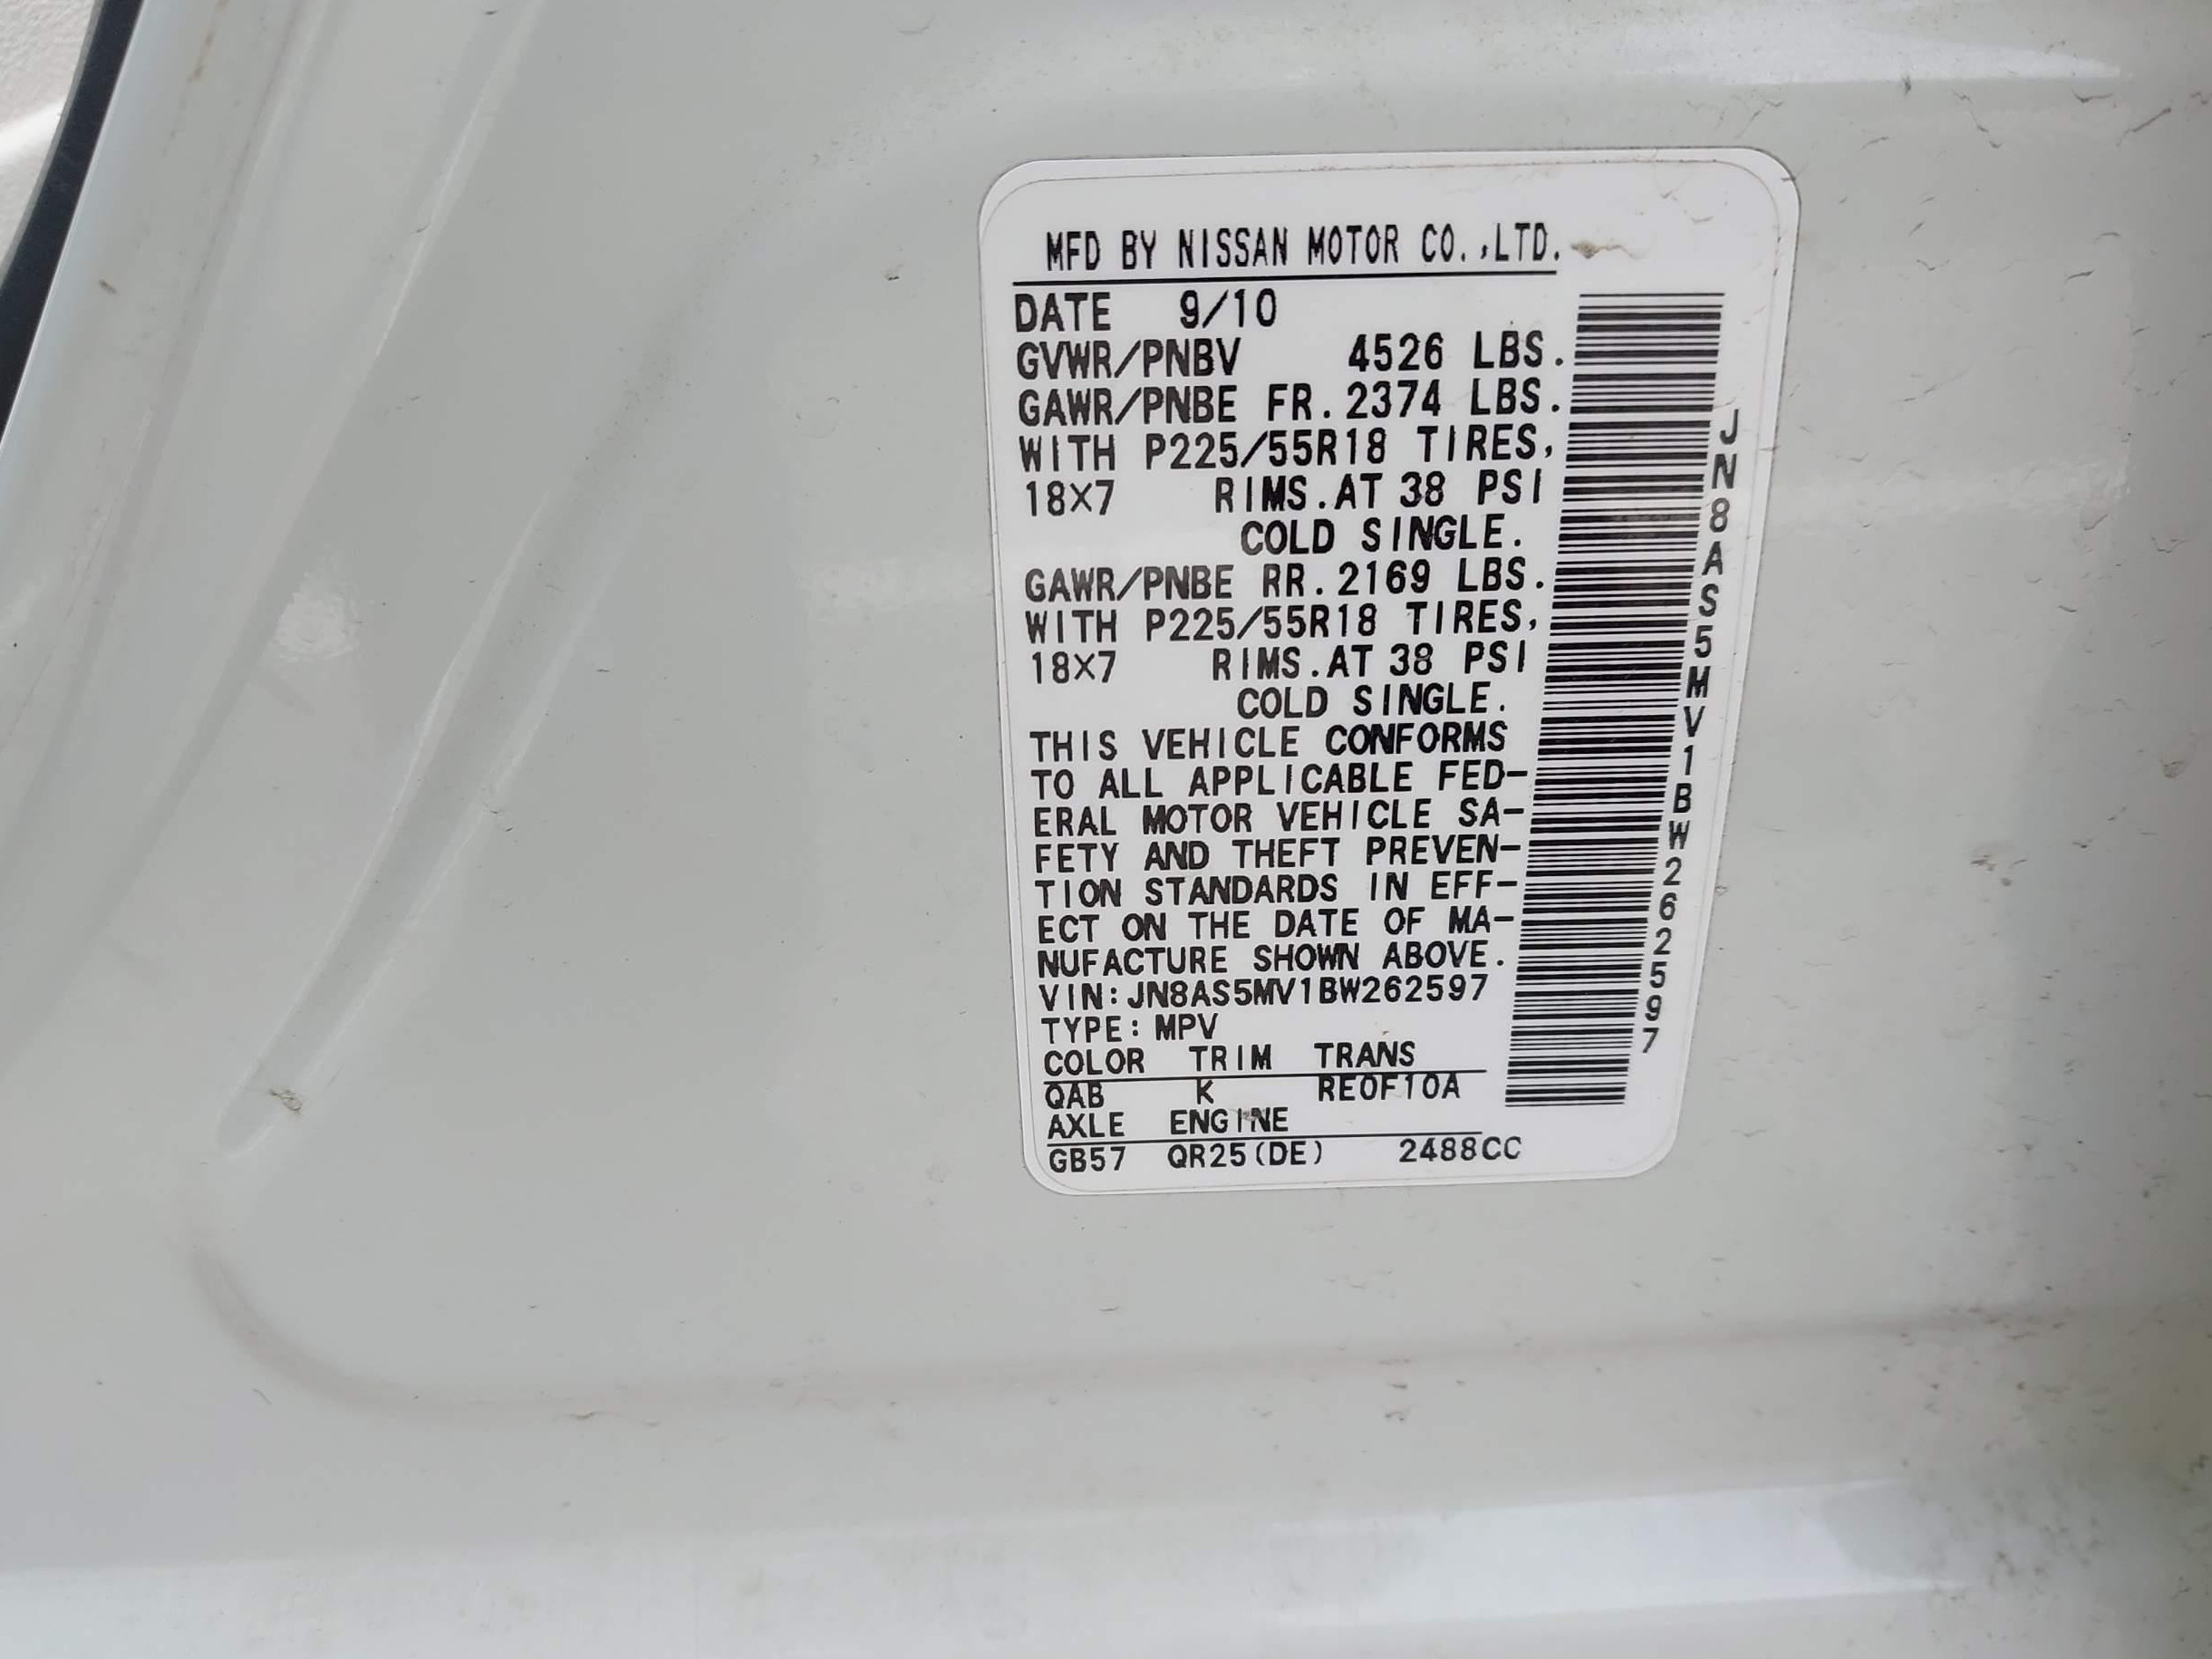 MFD BY NISSAN MOTOR CO.,LTD.
DATE 9/10
GVWR/PNBV 4526 LBS.
GAWR/PNBE FR.2374 LBS.
WITH P225/55R18 TIRES,
18X7 RIMS.AT 38 PSI
COLD SINGLE.
GAWR/PNBE RR.2169 LBS.
WITH P225/55R18 TIRES,
18X7 RIMS.AT 38 PSI
COLD SINGLE.
THIS VEHICLE CONFORMS
TO ALL APPLICABLE FED-
ERAL MOTOR VEHICLE SA-
FETY AND THEFT PREVEN-
TION STANDARDS IN EFF-
ECT ON THE DATE OF MA-
NUFACTURE SHOWN ABOVE.
VIN:JN8AS5MV1BW262597
TYPE:MPV
COLOR TRIM TRANS
QAB K RE0F10A
AXLE ENGINE
GB57 QR25(DE) 2488CC
JN8AS5MV1BW262597